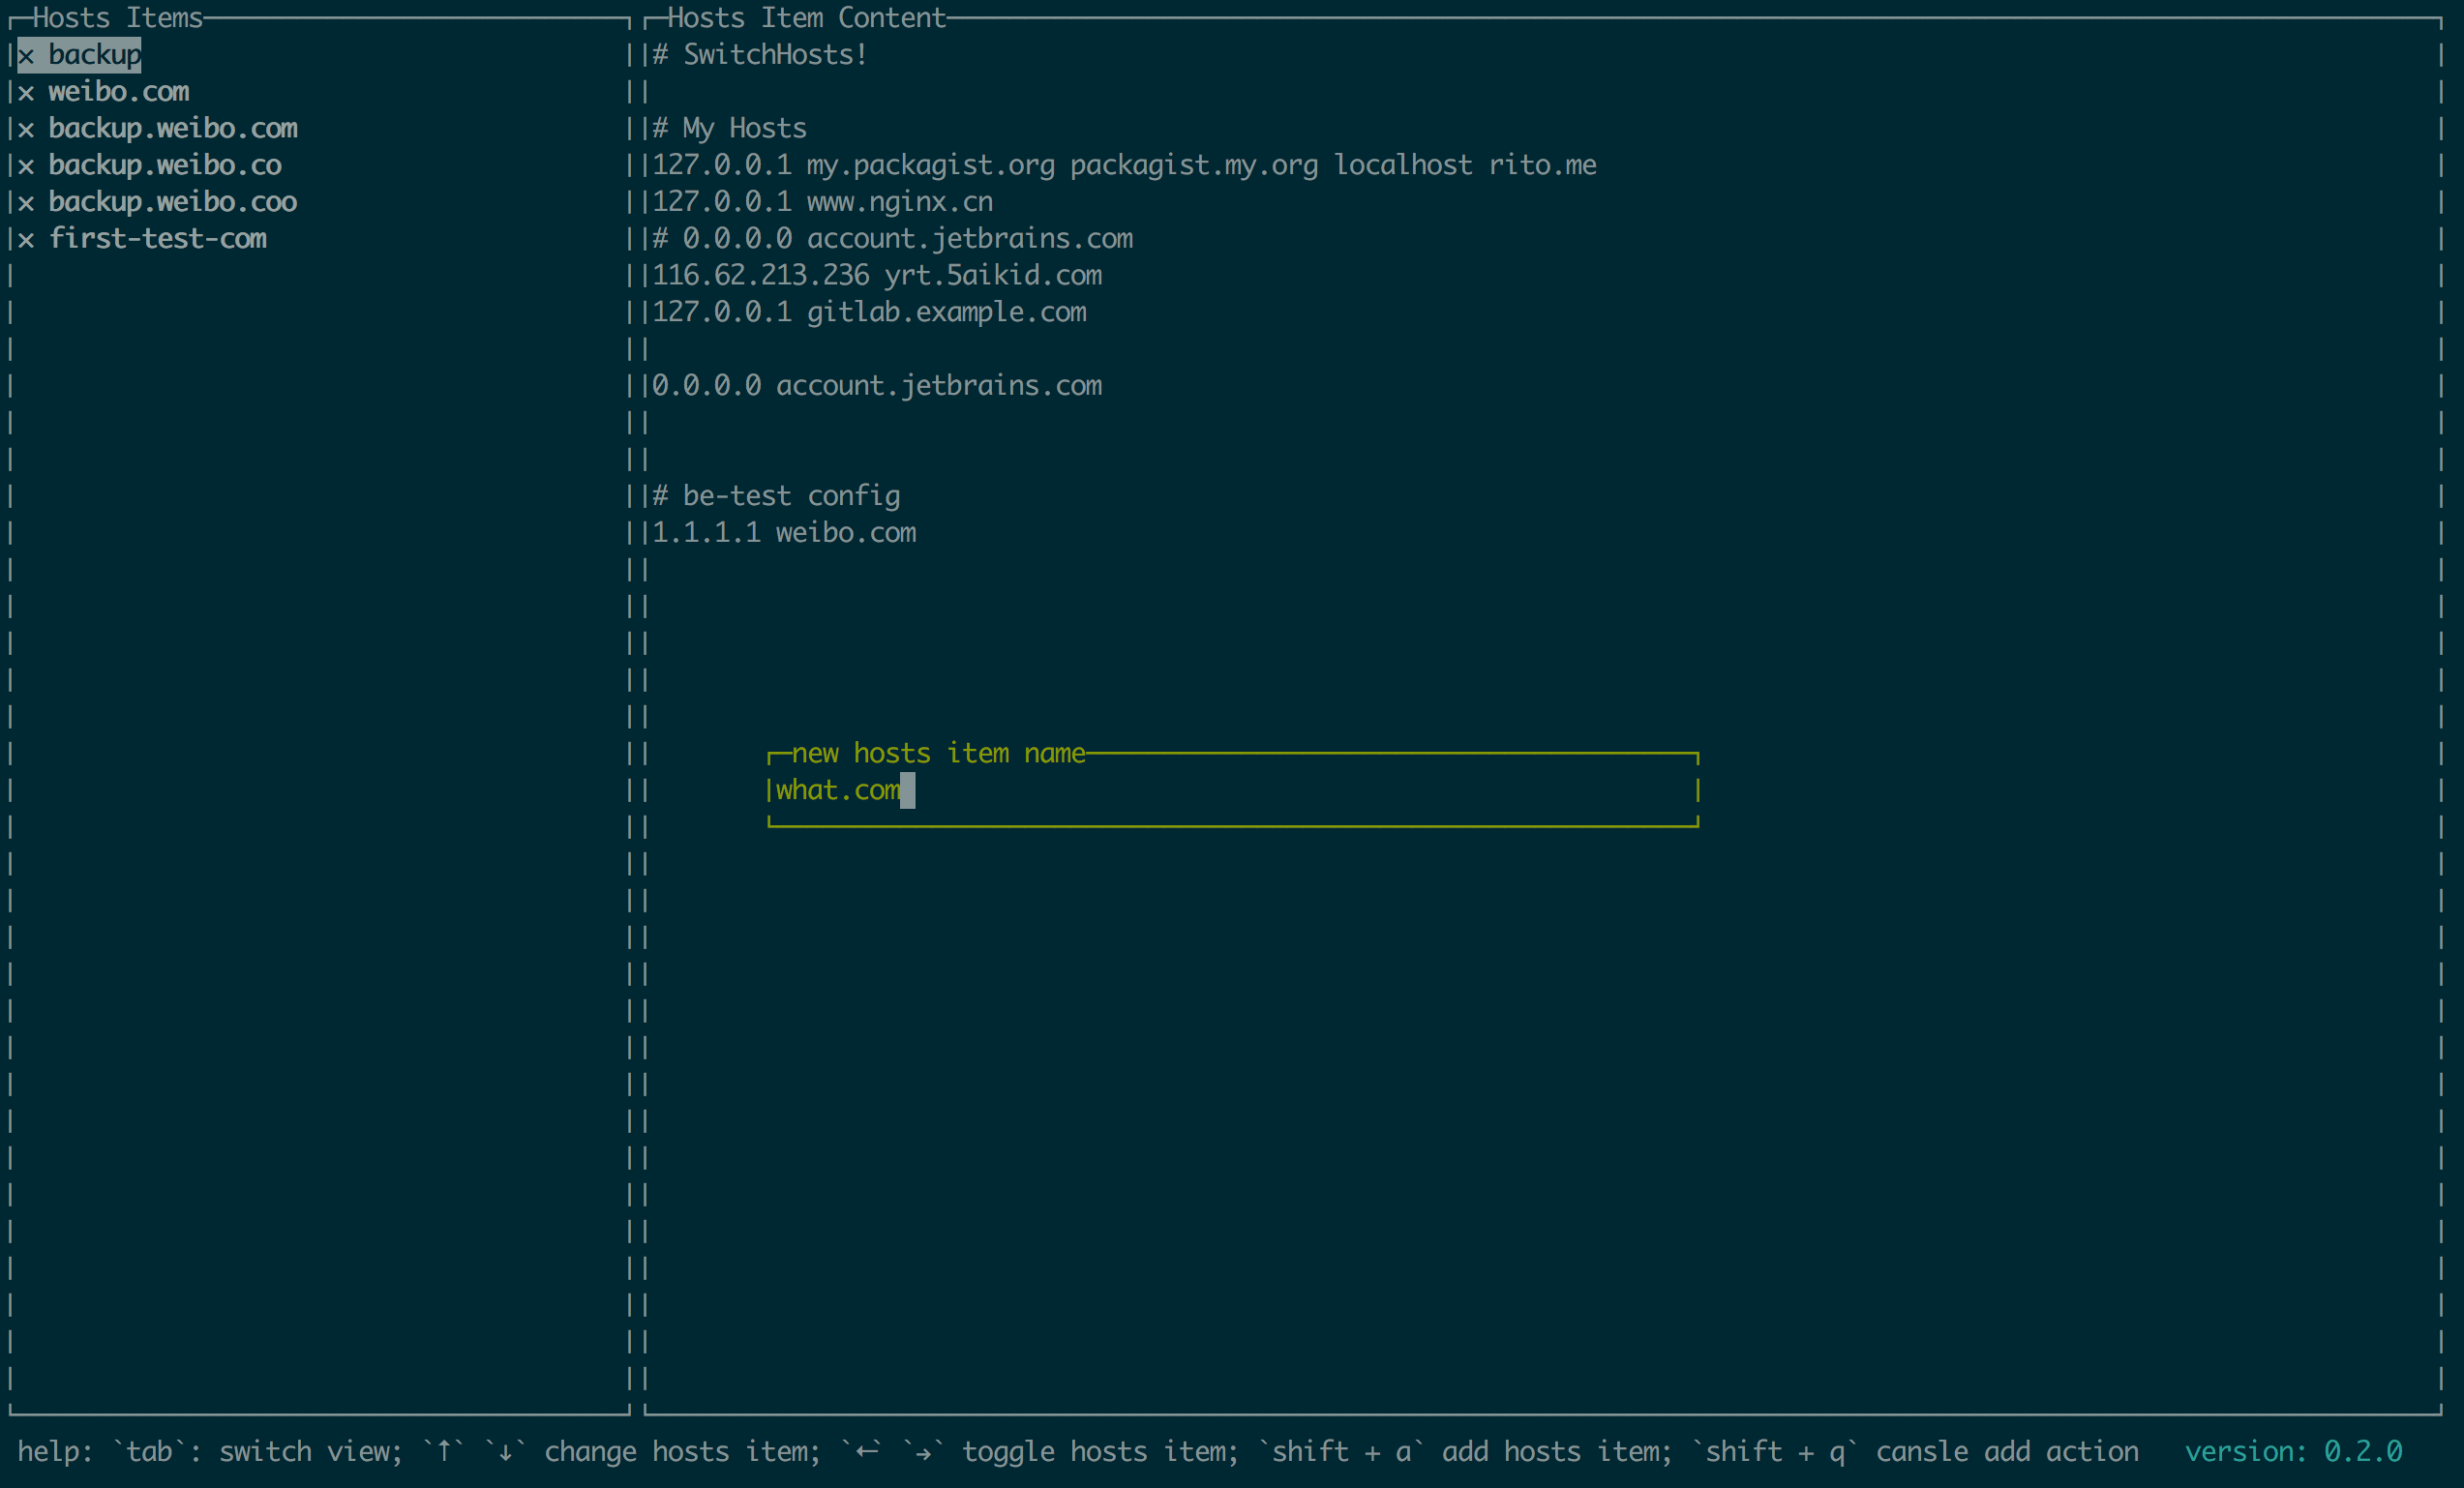 Hosts Items
× backup
× weibo.com
× backup.weibo.com
× backup.weibo.co
× backup.weibo.coo
× first-test-com
Hosts Item Content
# SwitchHosts!
# My Hosts
127.0.0.1 my.packagist.org packagist.my.org localhost rito.me
127.0.0.1 www.nginx.cn
# 0.0.0.0 account.jetbrains.com
116.62.213.236 yrt.5aikid.com
127.0.0.1 gitlab.example.com
0.0.0.0 account.jetbrains.com
# be-test config
1.1.1.1 weibo.com
new hosts item name
what.com
help: `tab`: switch view; `↑` `↓` change hosts item; `←` `→` toggle hosts item; `shift + a` add hosts item; `shift + q` cansle add action version: 0.2.0